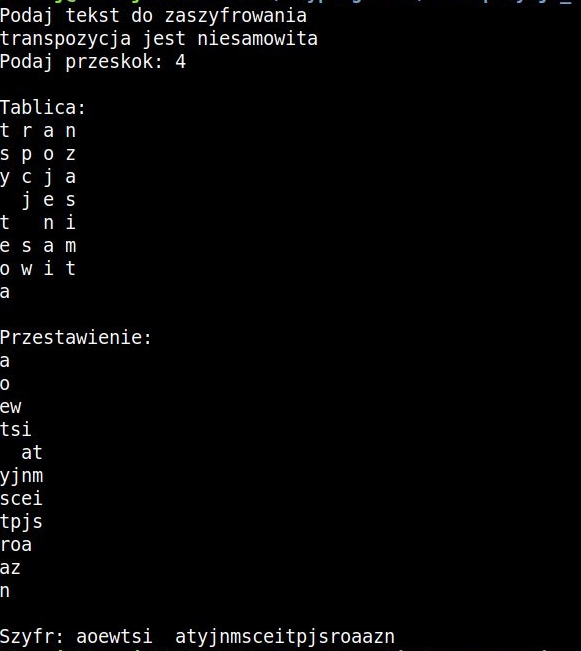 Podaj tekst do zaszyfrowania
transpozycja jest niesamowita
Podaj przeskok: 4

Tablica:
t r a n
s p o z
y c j a
  j e s
t   n i
e s a m
o w i t
a

Przestawienie:
a
o
ew
tsi
  at
yjnm
scei
tpjs
roa
az
n

Szyfr: aoewtsi  atyjnmsceitpjsroaazn